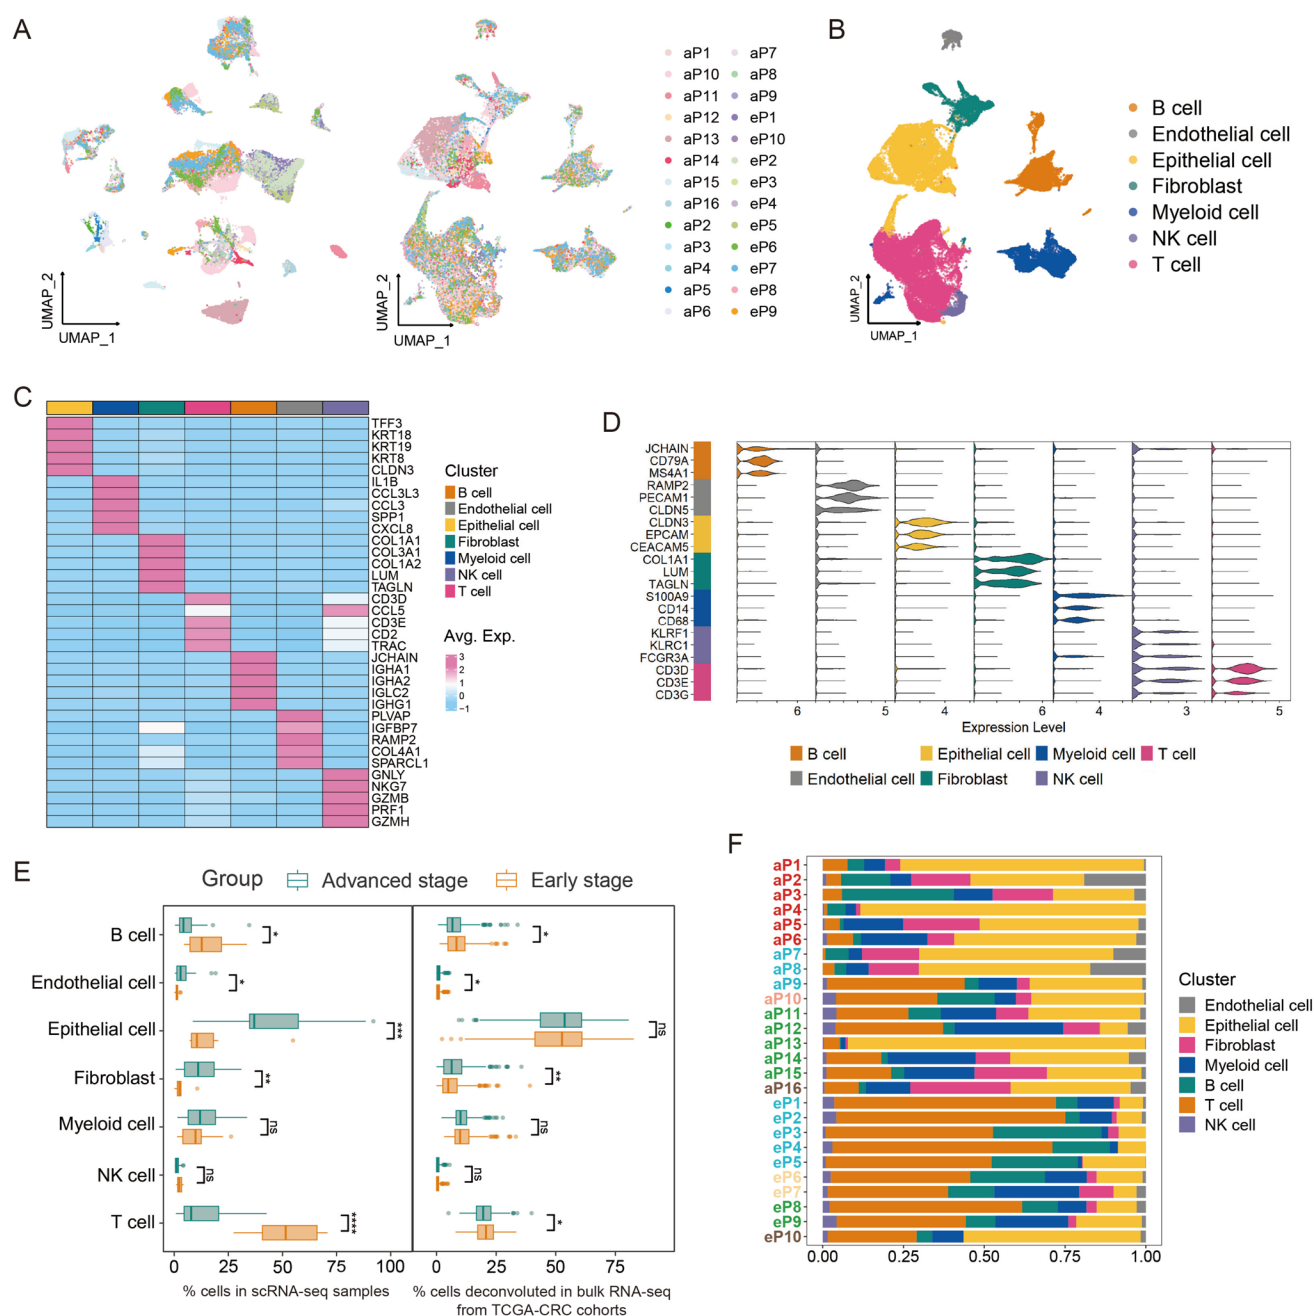 A
aP1 aP7
aP10 aP8
aP11 aP9
aP12 eP1
aP13 eP10
aP14 eP2
aP15 eP3
aP16 eP4
aP2 eP5
aP3 eP6
aP4 eP7
aP5 eP8
aP6 eP9
UMAP_2
UMAP_1
UMAP_2
UMAP_1
B
B cell
Endothelial cell
Epithelial cell
Fibroblast
Myeloid cell
NK cell
T cell
UMAP_2
UMAP_1
C
TFF3
KRT18
KRT19
KRT8
CLDN3
IL1B
CCL3L3
CCL3
SPP1
CXCL8
COL1A1
COL3A1
COL1A2
LUM
TAGLN
CD3D
CCL5
CD3E
CD2
TRAC
JCHAIN
IGHA1
IGHA2
IGLC2
IGHG1
PLVAP
IGFBP7
RAMP2
COL4A1
SPARCL1
GNLY
NKG7
GZMB
PRF1
GZMH
Cluster
B cell
Endothelial cell
Epithelial cell
Fibroblast
Myeloid cell
NK cell
T cell
Avg. Exp.
3
2
1
0
−1
D
JCHAIN
CD79A
MS4A1
RAMP2
PECAM1
CLDN5
CLDN3
EPCAM
CEACAM5
COL1A1
LUM
TAGLN
S100A9
CD14
CD68
KLRF1
KLRC1
FCGR3A
CD3D
CD3E
CD3G
6 5 4 6 4 3 5
Expression Level
B cell Epithelial cell Myeloid cell T cell
Endothelial cell Fibroblast NK cell
E
Group Advanced stage Early stage
B cell * *
Endothelial cell * *
Epithelial cell *** ns
Fibroblast ** **
Myeloid cell ns ns
NK cell ns ns
T cell **** *
0 25 50 75 100 0 25 50 75
% cells in scRNA-seq samples
% cells deconvoluted in bulk RNA-seq
from TCGA-CRC cohorts
F
aP1
aP2
aP3
aP4
aP5
aP6
aP7
aP8
aP9
aP10
aP11
aP12
aP13
aP14
aP15
aP16
eP1
eP2
eP3
eP4
eP5
eP6
eP7
eP8
eP9
eP10
0.00 0.25 0.50 0.75 1.00
Cluster
Endothelial cell
Epithelial cell
Fibroblast
Myeloid cell
B cell
T cell
NK cell